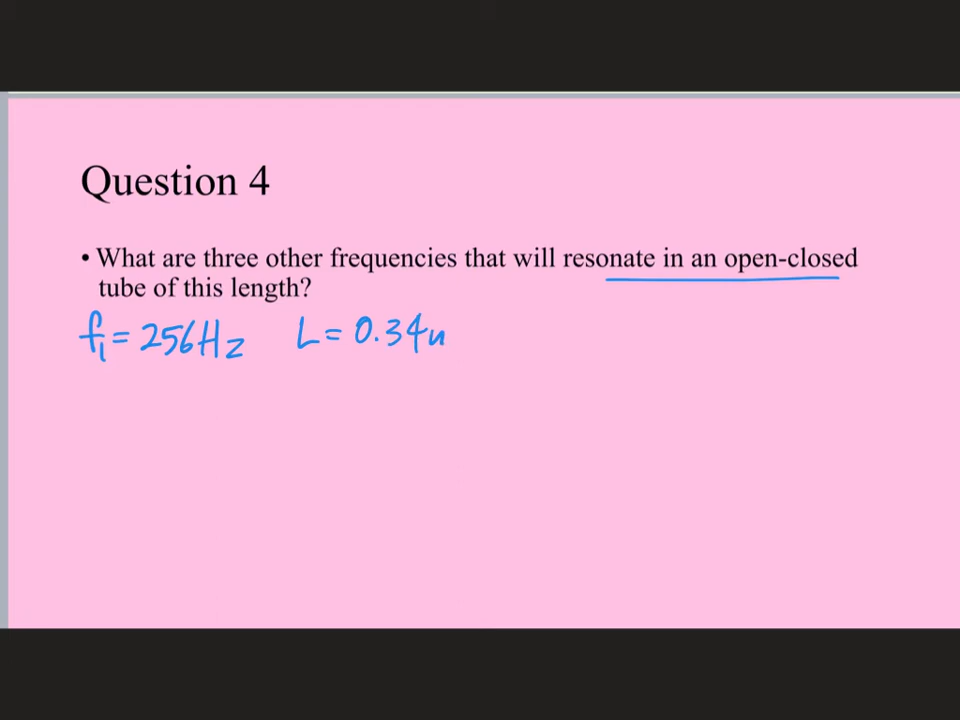 Question 4
• What are three other frequencies that will resonate in an open-closed
tube of this length?
f₁ = 256Hz L = 0.34